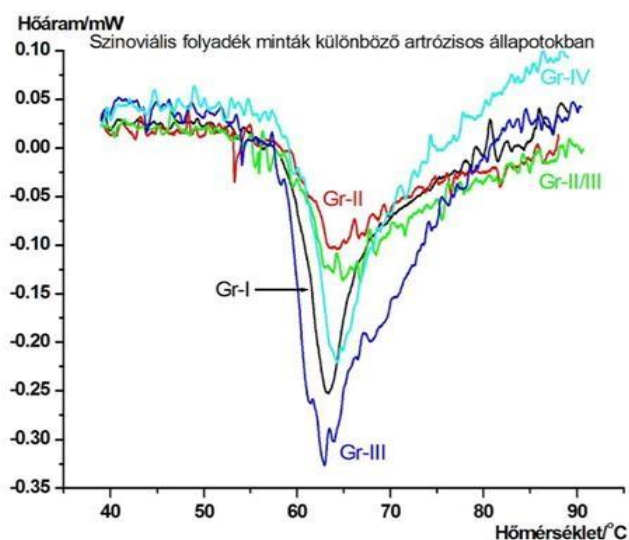 Hőáram/mW
Szinoviális folyadék minták különböző artrózisos állapotokban
0.10
0.05
0.00
-0.05
-0.10
-0.15
-0.20
-0.25
-0.30
-0.35
Gr-IV
Gr-II
Gr-II/III
Gr-I
Gr-III
40
50
60
70
80
90
Hőmérséklet/°C